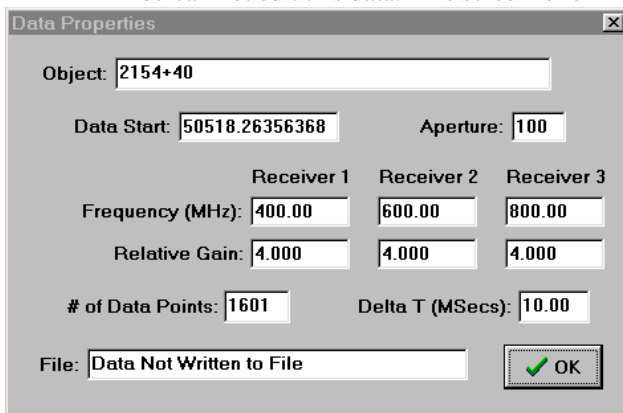 Data Properties
Object: 2154+40
Data Start: 50518.26356368 Aperture: 100
Receiver 1 Receiver 2 Receiver 3
Frequency (MHz): 400.00 600.00 800.00
Relative Gain: 4.000 4.000 4.000
# of Data Points: 1601 Delta T (MSecs): 10.00
File: Data Not Written to File OK